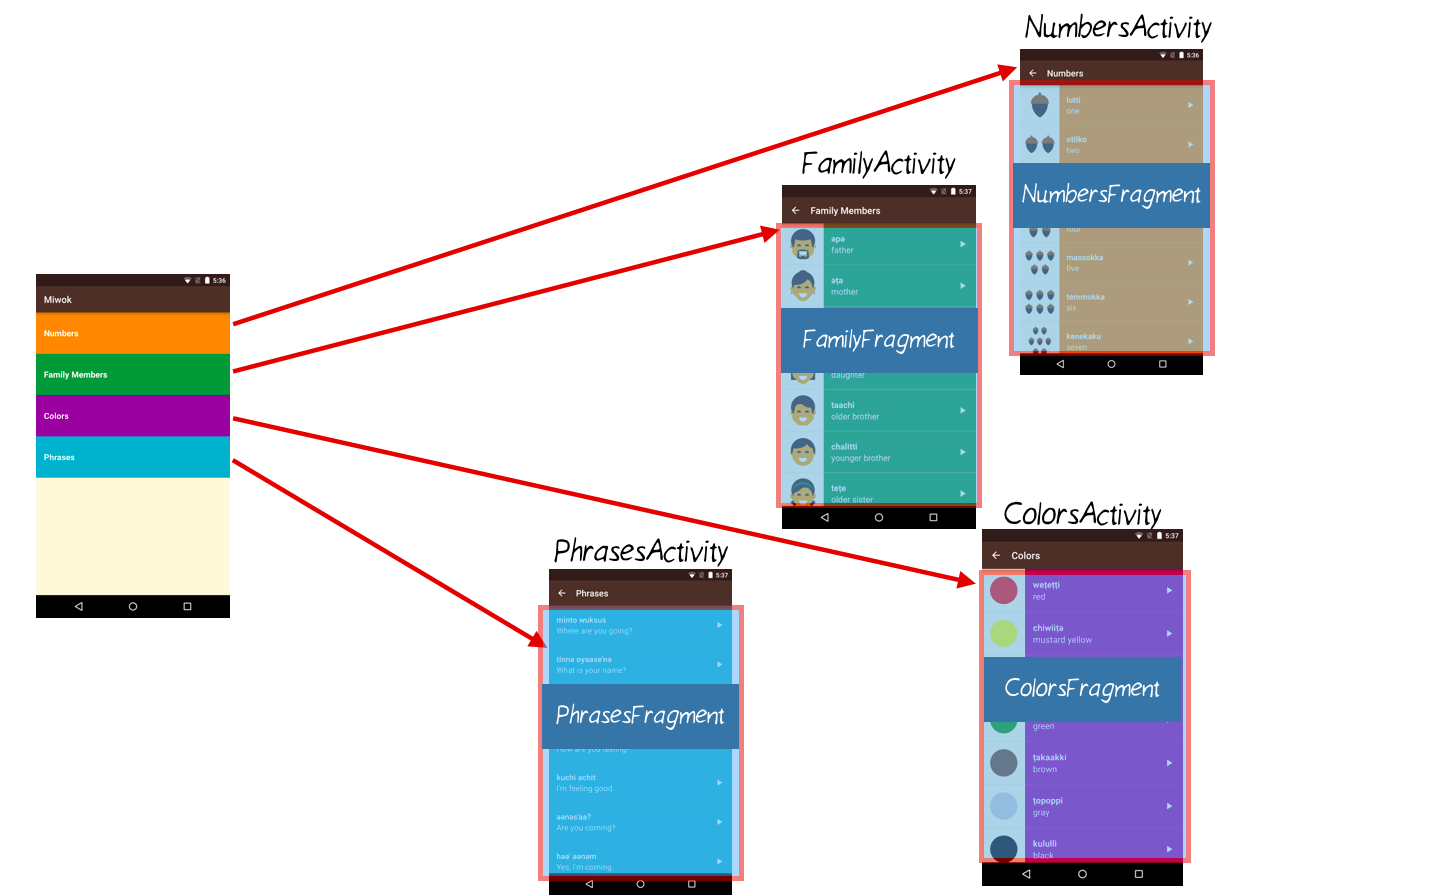 5:36
Miwok
Numbers
Family Members
Colors
Phrases
NumbersActivity
5:36
Numbers
lutti
one
otiiko
two
NumbersFragment
four
massokka
five
temmokka
six
kenekaku
seven
FamilyActivity
5:37
Family Members
әpә
father
әṭa
mother
FamilyFragment
daughter
taachi
older brother
chalitti
younger brother
teṭe
older sister
ColorsActivity
5:37
Colors
weṭeṭṭi
red
chiwiiṭә
mustard yellow
ColorsFragment
green
ṭakaakki
brown
ṭopoppi
gray
kululli
black
PhrasesActivity
5:37
Phrases
minto wuksus
Where are you going?
tinnә oyaase'nә
What is your name?
PhrasesFragment
How are you feeling?
kuchi achit
I'm feeling good.
әәnәs'aa?
Are you coming?
hәә' әәnәm
Yes, I'm coming.